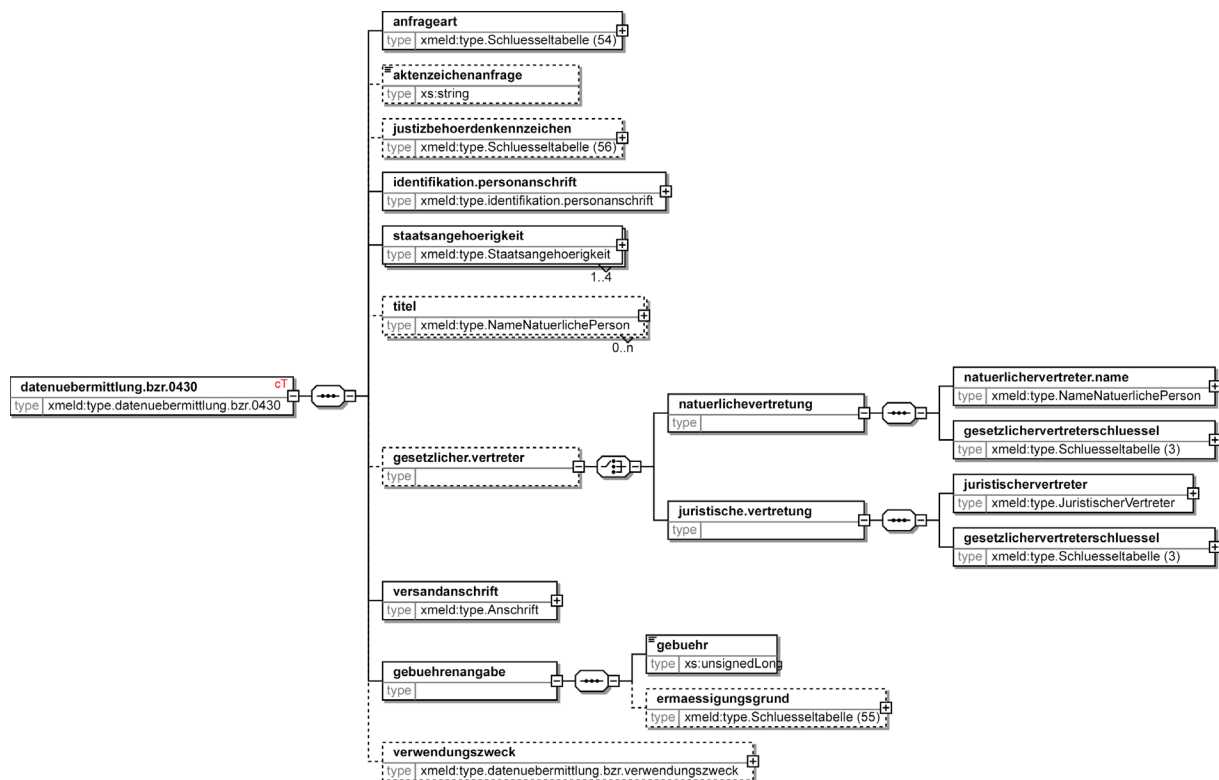 anfrageart
type xmeld:type.Schluesseltabelle (54)
aktenzeichenanfrage
type xs:string
justizbehoerdenkennzeichen
type xmeld:type.Schluesseltabelle (56)
identifikation.personanschrift
type xmeld:type.identifikation.personanschrift
staatsangehoerigkeit
type xmeld:type.Staatsangehoerigkeit
1..4
titel
type xmeld:type.NameNatuerlichePerson
0..n
datenuebermittlung.bzr.0430 cT
type xmeld:type.datenuebermittlung.bzr.0430
gesetzlicher.vertreter
type
natuerlichevertretung
type
natuerlichervertreter.name
type xmeld:type.NameNatuerlichePerson
gesetzlichervertreterschluessel
type xmeld:type.Schluesseltabelle (3)
juristische.vertretung
type
juristischervertreter
type xmeld:type.JuristischerVertreter
gesetzlichervertreterschluessel
type xmeld:type.Schluesseltabelle (3)
versandanschrift
type xmeld:type.Anschrift
gebuehrenangabe
type
gebuehr
type xs:unsignedLong
ermaessigungsgrund
type xmeld:type.Schluesseltabelle (55)
verwendungszweck
type xmeld:type.datenuebermittlung.bzr.verwendungszweck